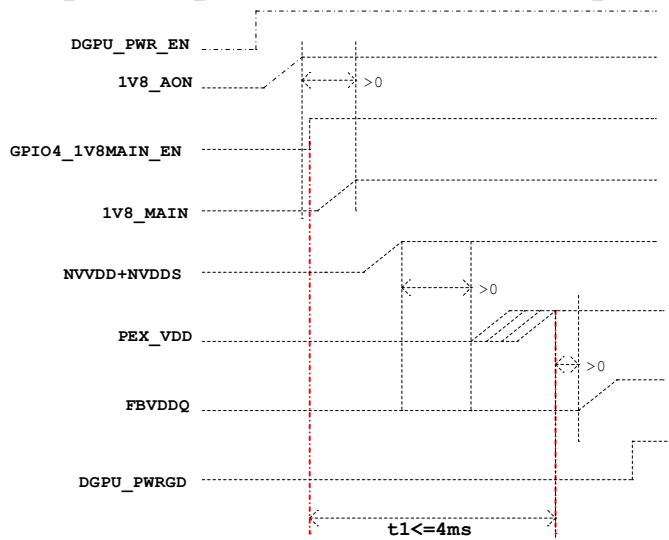 DGPU_PWR_EN
1V8_AON
>0
GPIO4_1V8MAIN_EN
1V8_MAIN
NVVDD+NVDDS
>0
PEX_VDD
>0
FBVDDQ
DGPU_PWRGD
t1<=4ms